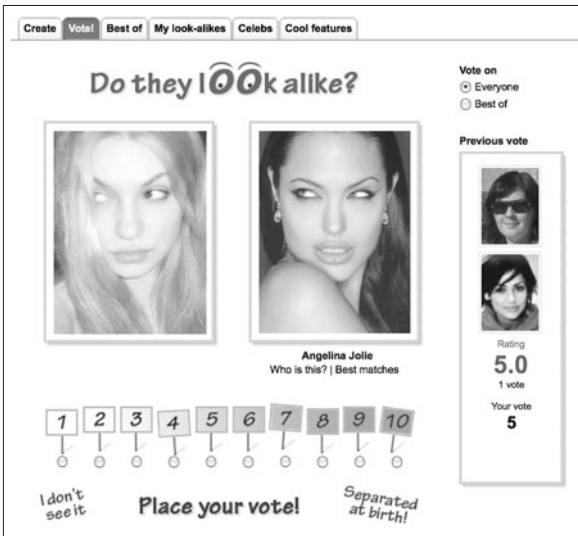 Create Vote! Best of My look-alikes Celebs Cool features
Do they look alike?
Vote on
Everyone
Best of
Previous vote
Angelina Jolie
Who is this? | Best matches
Rating
5.0
1 vote
Your vote
5
1 2 3 4 5 6 7 8 9 10
I don't
see it
Place your vote!
Separated
at birth!